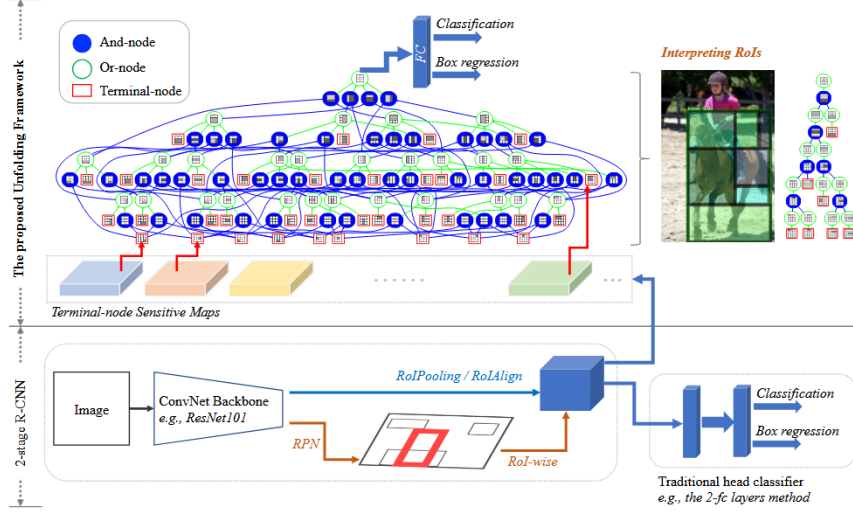 The proposed Unfolding Framework
And-node
Or-node
Terminal-node
FC
Classification
Box regression
Interpreting RoIs
Terminal-node Sensitive Maps
2-stage R-CNN
Image
ConvNet Backbone
e.g., ResNet101
RoIPooling / RoIAlign
RPN
RoI-wise
Classification
Box regression
Traditional head classifier
e.g., the 2-fc layers method